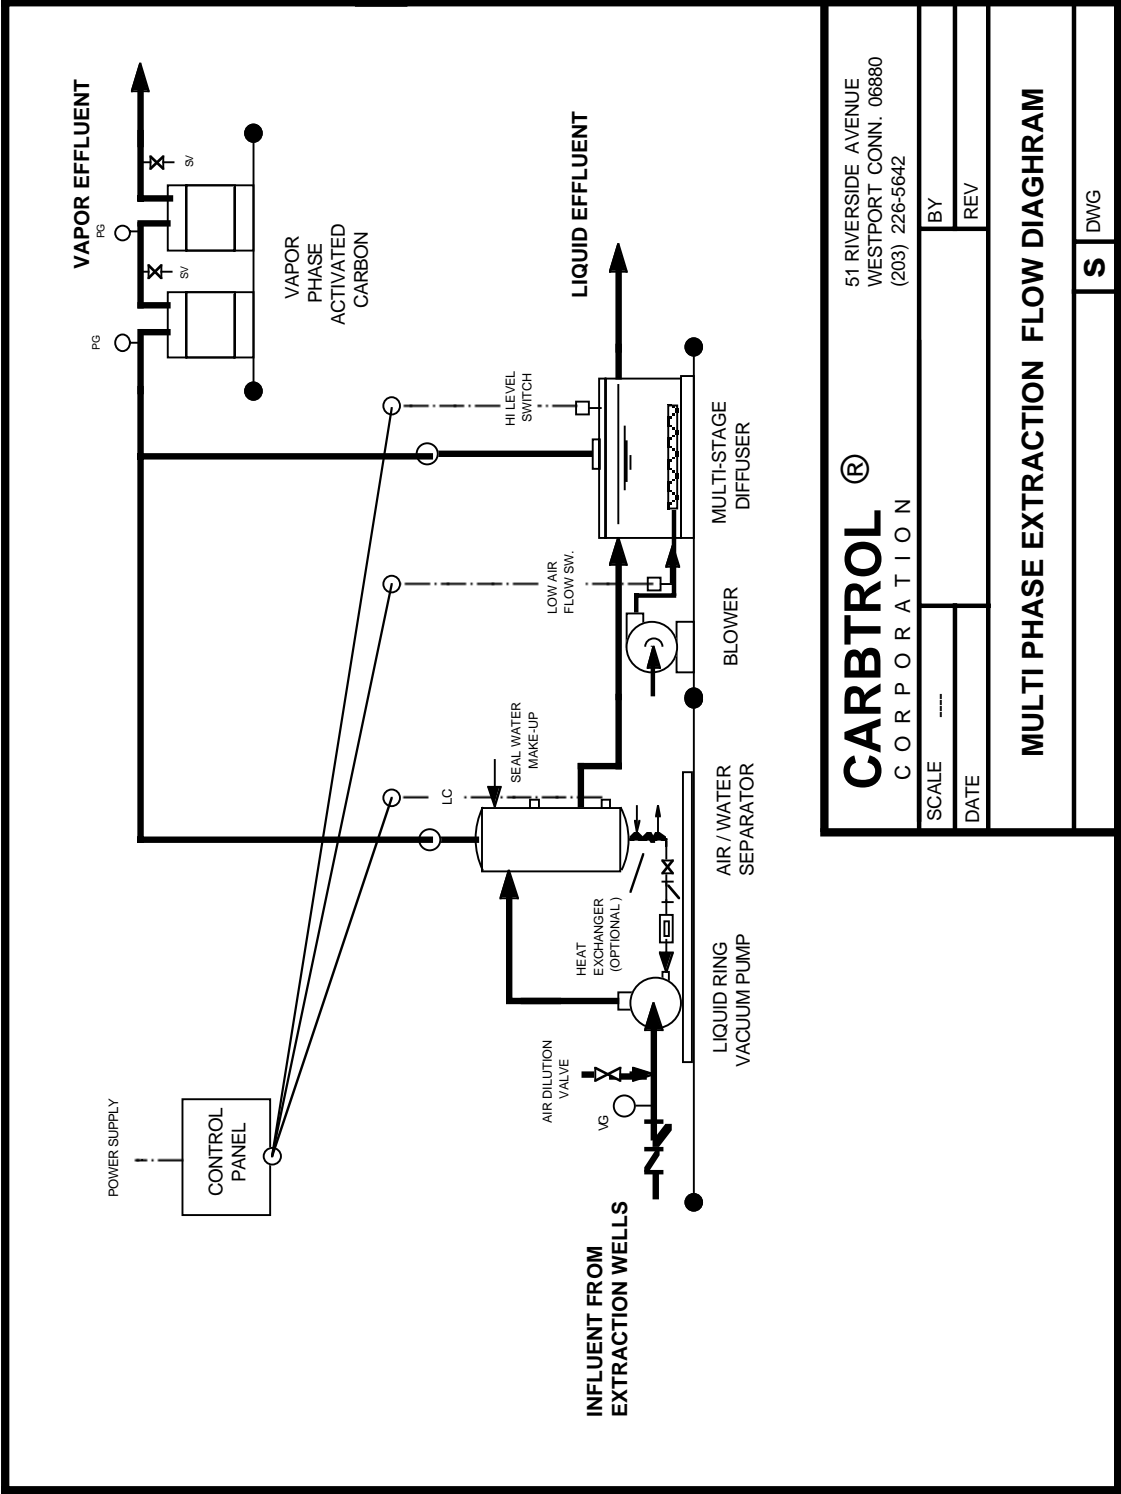 POWER SUPPLY
CONTROL
PANEL
VAPOR EFFLUENT
PG
PG
SV
SV
VAPOR
PHASE
ACTIVATED
CARBON
LIQUID EFFLUENT
HI LEVEL
SWITCH
LOW AIR
FLOW SW.
SEAL WATER
MAKE-UP
LC
HEAT
EXCHANGER
(OPTIONAL)
AIR DILUTION
VALVE
VG
INFLUENT FROM
EXTRACTION WELLS
LIQUID RING
VACUUM PUMP
AIR / WATER
SEPARATOR
BLOWER
MULTI-STAGE
DIFFUSER
CARBTROL ®
CORPORATION
51 RIVERSIDE AVENUE
WESTPORT CONN. 06880
(203) 226-5642
SCALE ----
BY
DATE
REV
MULTI PHASE EXTRACTION FLOW DIAGHRAM
S
DWG